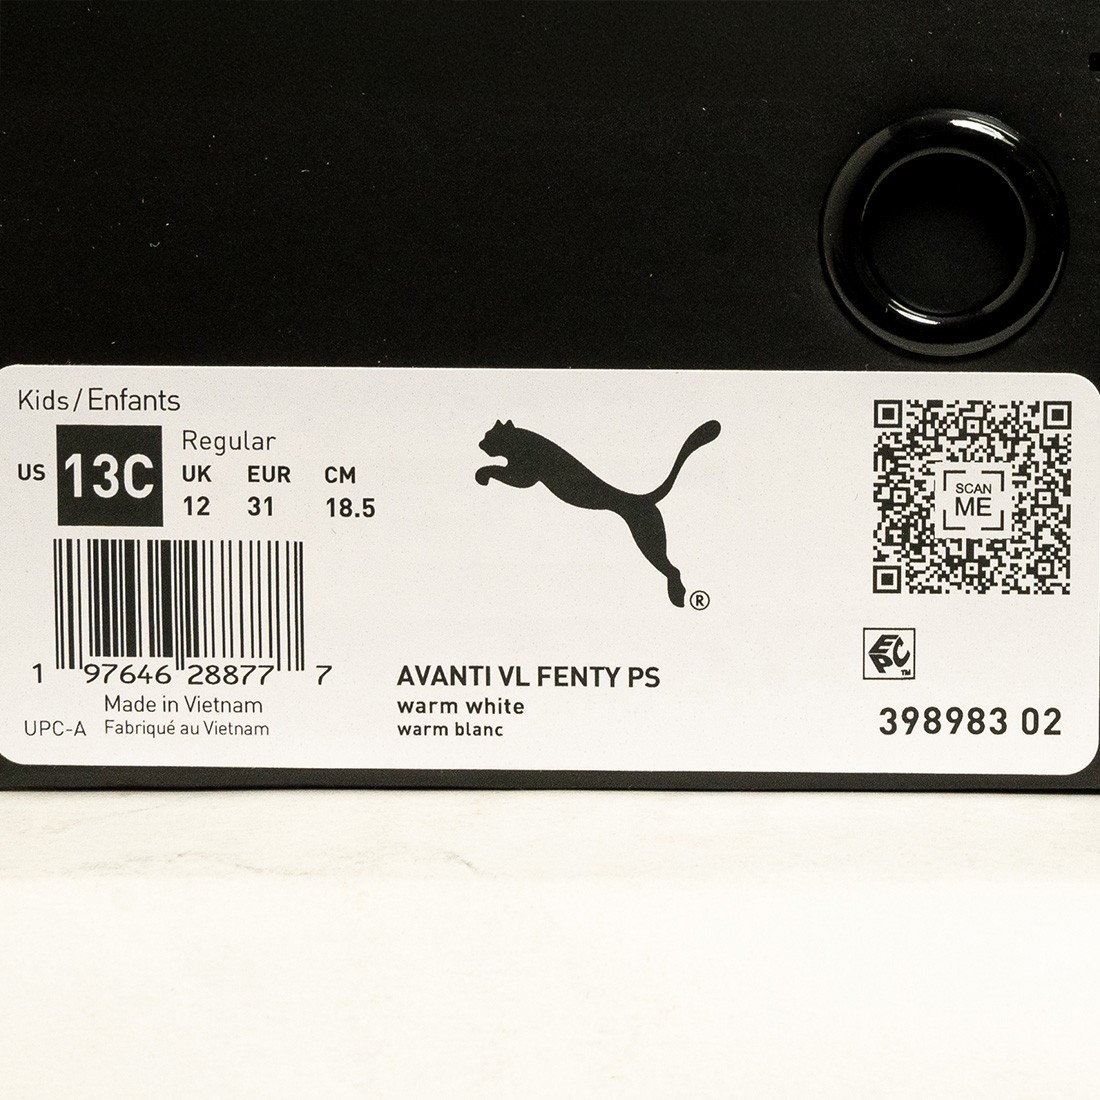 Kids/Enfants
US 13C
Regular
UK EUR CM
12 31 18.5
SCAN
ME
®
EPC™
1 97646 28877 7
Made in Vietnam
UPC-A Fabriqué au Vietnam
AVANTI VL FENTY PS
warm white
warm blanc
398983 02